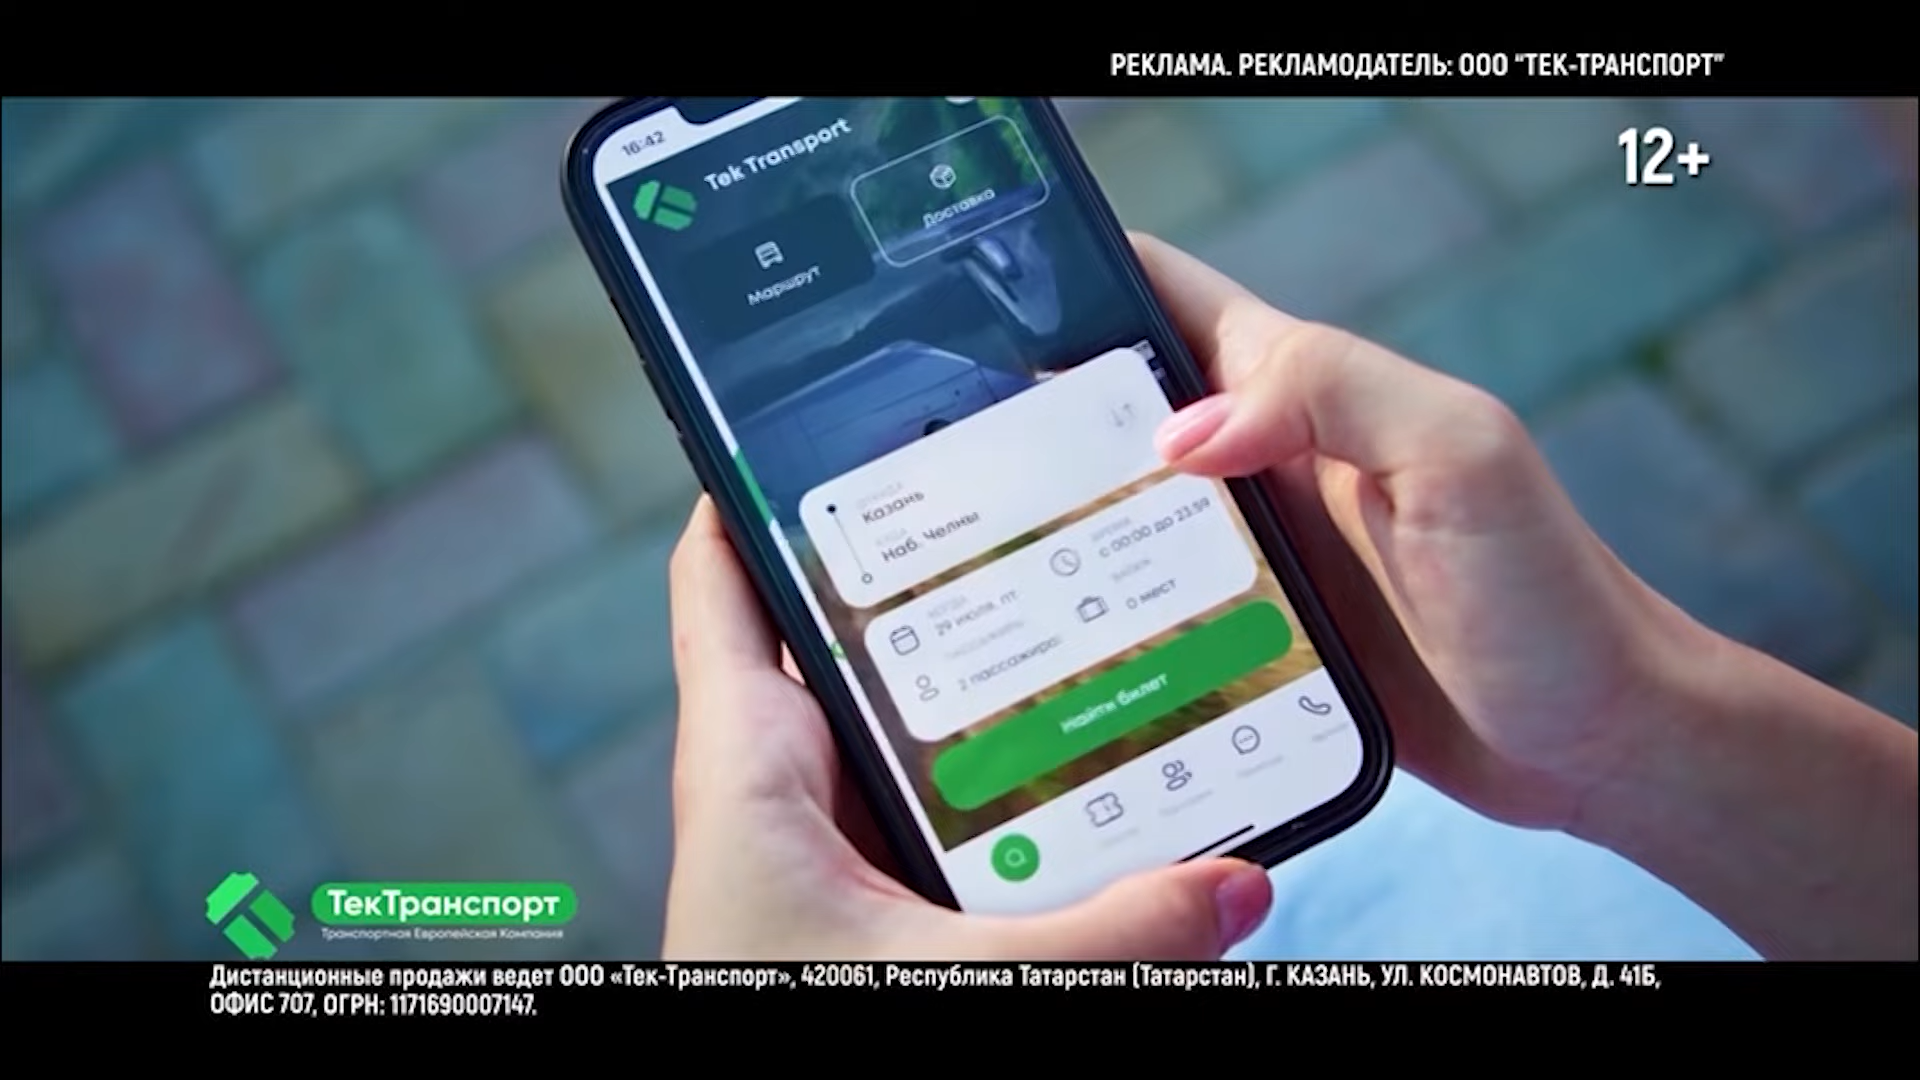 РЕКЛАМА. РЕКЛАМОДАТЕЛЬ: ООО "ТЕК-ТРАНСПОРТ"
12+
16:42
Tek Transport
Доставка
Маршрут
Казань
Наб. Челны
с 00:00 до 23:59
29 июля, пт
0 мест
2 пассажира
Найти билет
ТекТранспорт
Транспортная Европейская Компания
Дистанционные продажи ведет ООО «Тек-Транспорт», 420061, Республика Татарстан (Татарстан), Г. КАЗАНЬ, УЛ. КОСМОНАВТОВ, Д. 41Б,
ОФИС 707, ОГРН: 1171690007147.